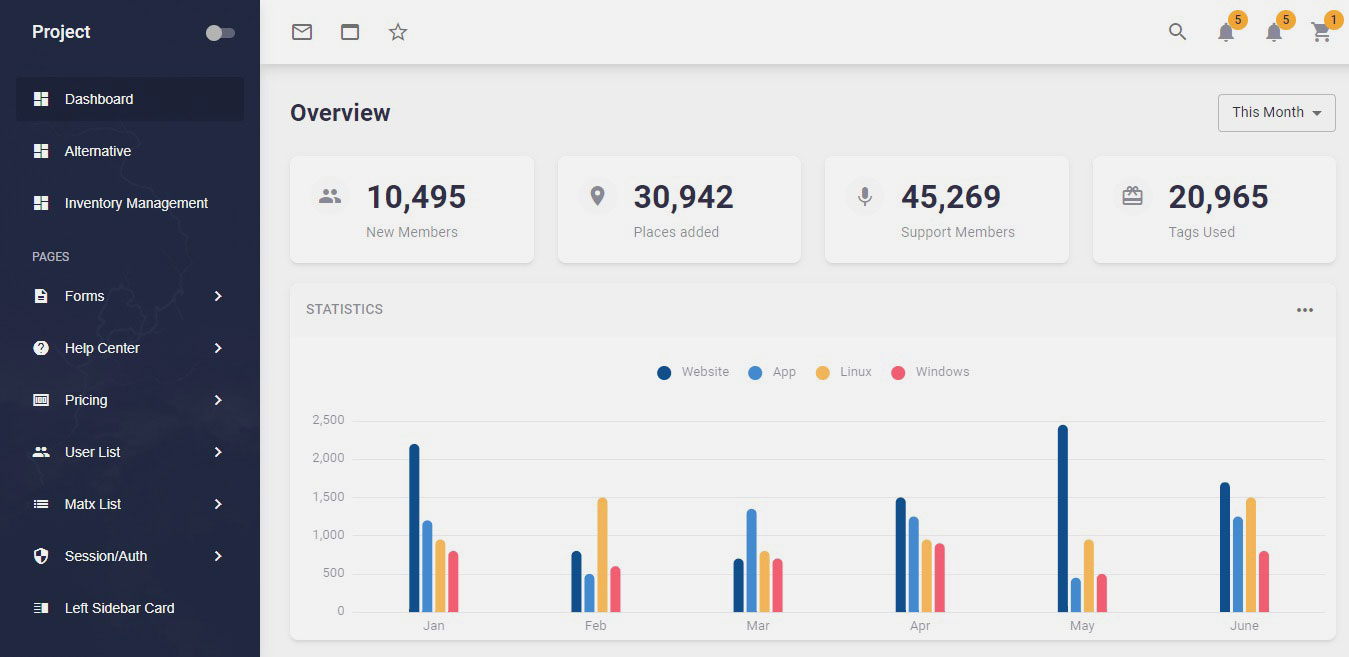 Project
Dashboard
Alternative
Inventory Management
PAGES
Forms
Help Center
Pricing
User List
Matx List
Session/Auth
Left Sidebar Card
5
5
1
Overview
This Month
10,495
New Members
30,942
Places added
45,269
Support Members
20,965
Tags Used
STATISTICS
Website App Linux Windows
2,500
2,000
1,500
1,000
500
0
Jan Feb Mar Apr May June